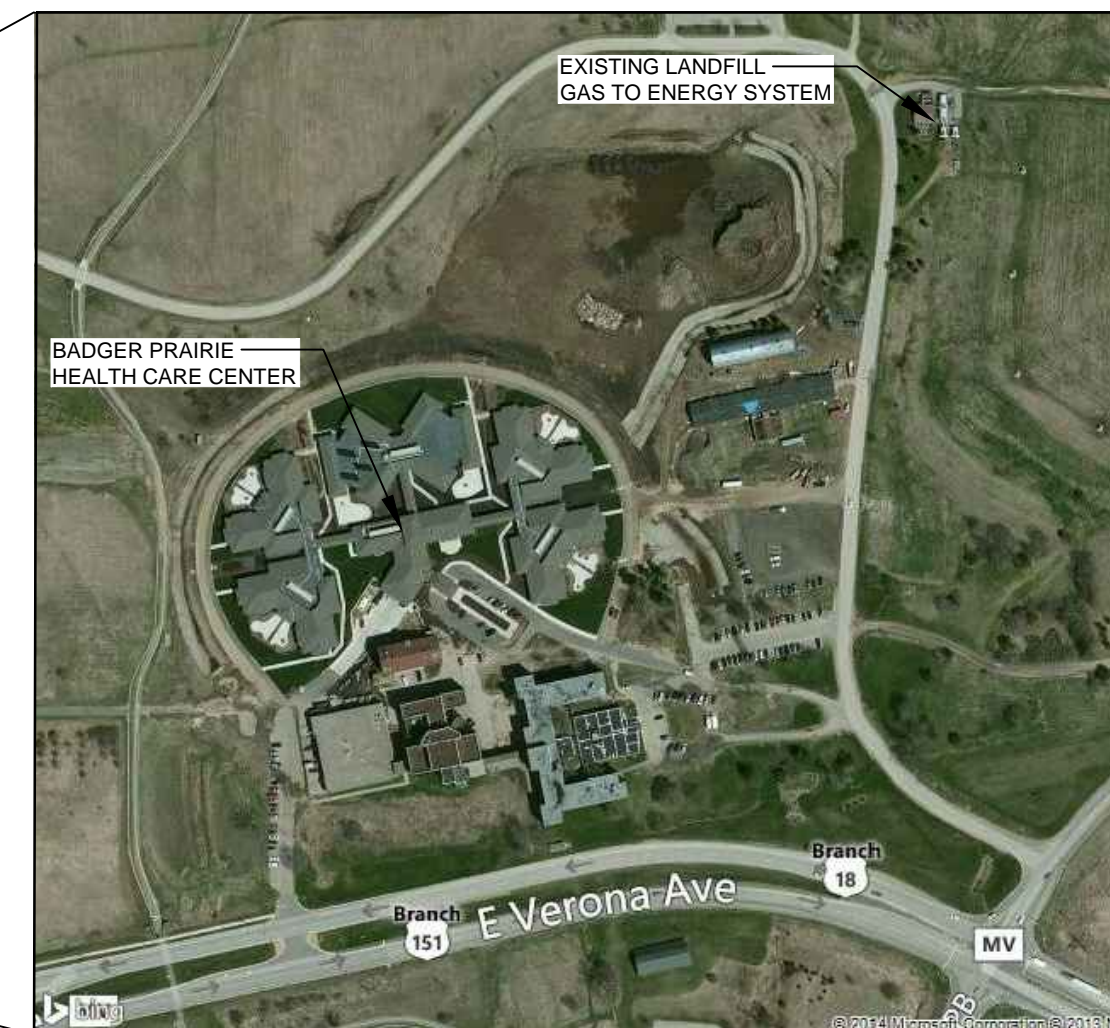 EXISTING LANDFILL
GAS TO ENERGY SYSTEM
BADGER PRAIRIE
HEALTH CARE CENTER
Branch
18
Branch
151
E Verona Ave
MV
PB
bing
© 2014 Microsoft Corporation © 2013